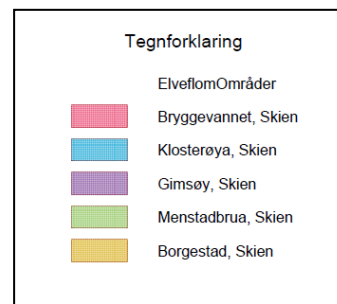 Tegnforklaring
ElveflomOmråder
Bryggevannet, Skien
Klosterøya, Skien
Gimsøy, Skien
Menstadbrua, Skien
Borgestad, Skien